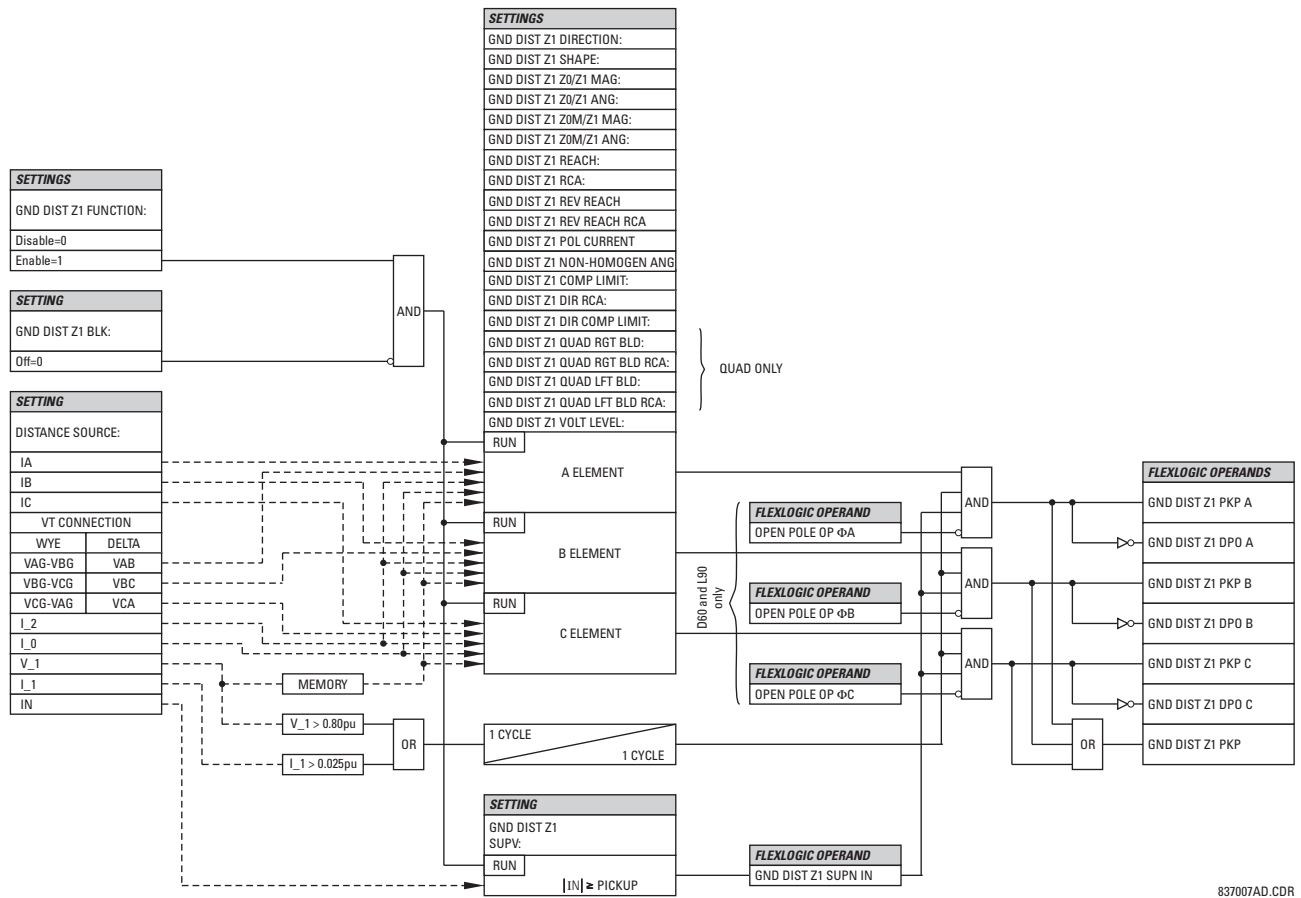 SETTINGS
GND DIST Z1 DIRECTION:
GND DIST Z1 SHAPE:
GND DIST Z1 Z0/Z1 MAG:
GND DIST Z1 Z0/Z1 ANG:
GND DIST Z1 Z0M/Z1 MAG:
GND DIST Z1 Z0M/Z1 ANG:
GND DIST Z1 REACH:
GND DIST Z1 RCA:
GND DIST Z1 REV REACH
GND DIST Z1 REV REACH RCA
GND DIST Z1 POL CURRENT
GND DIST Z1 NON-HOMOGEN ANG
GND DIST Z1 COMP LIMIT:
GND DIST Z1 DIR RCA:
GND DIST Z1 DIR COMP LIMIT:
GND DIST Z1 QUAD RGT BLD:
GND DIST Z1 QUAD RGT BLD RCA:
GND DIST Z1 QUAD LFT BLD:
GND DIST Z1 QUAD LFT BLD RCA:
GND DIST Z1 VOLT LEVEL:
QUAD ONLY
SETTINGS
GND DIST Z1 FUNCTION:
Disable=0
Enable=1
SETTING
GND DIST Z1 BLK:
Off=0
AND
SETTING
DISTANCE SOURCE:
IA
IB
IC
VT CONNECTION
WYE DELTA
VAG-VBG VAB
VBG-VCG VBC
VCG-VAG VCA
I_2
I_0
V_1
I_1
IN
MEMORY
V_1 > 0.80pu
I_1 > 0.025pu
OR
RUN
A ELEMENT
RUN
B ELEMENT
RUN
C ELEMENT
1 CYCLE
1 CYCLE
SETTING
GND DIST Z1
SUPV:
RUN
|IN| ≥ PICKUP
D60 and L90
only
FLEXLOGIC OPERAND
OPEN POLE OP ΦA
FLEXLOGIC OPERAND
OPEN POLE OP ΦB
FLEXLOGIC OPERAND
OPEN POLE OP ΦC
FLEXLOGIC OPERAND
GND DIST Z1 SUPN IN
AND
AND
AND
OR
FLEXLOGIC OPERANDS
GND DIST Z1 PKP A
GND DIST Z1 DPO A
GND DIST Z1 PKP B
GND DIST Z1 DPO B
GND DIST Z1 PKP C
GND DIST Z1 DPO C
GND DIST Z1 PKP
837007AD.CDR